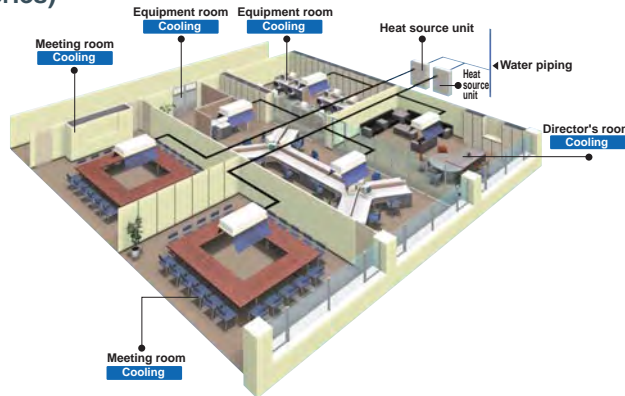 Equipment room
Cooling
Equipment room
Cooling
Meeting room
Cooling
Heat source unit
Water piping
Heat
source
unit
Director's room
Cooling
Meeting room
Cooling